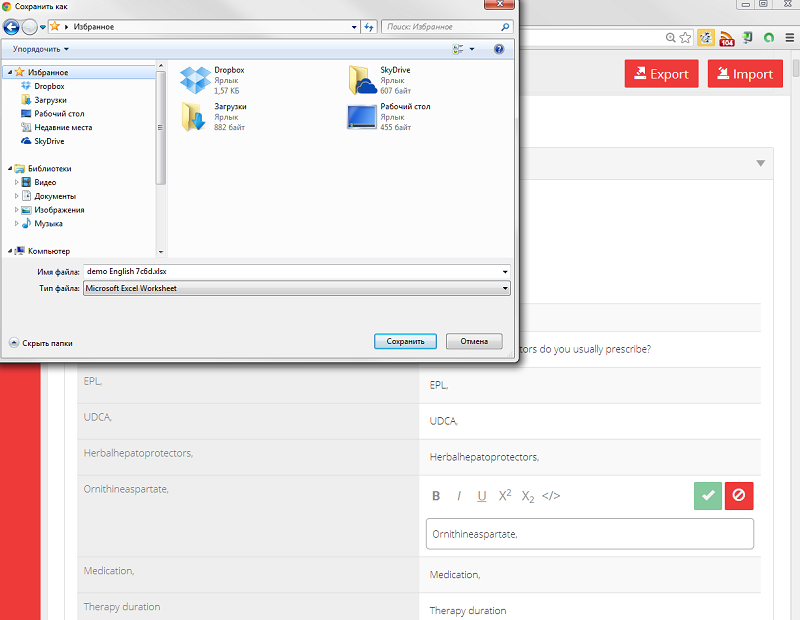 Сохранить как
Избранное
Поиск: Избранное
Упорядочить
104
Export
Import
Избранное
Dropbox
Загрузки
Рабочий стол
Недавние места
SkyDrive
Библиотеки
Видео
Документы
Изображения
Музыка
Компьютер
Dropbox
Ярлык
1,57 КБ
SkyDrive
Ярлык
607 байт
Загрузки
Ярлык
882 байт
Рабочий стол
Ярлык
455 байт
Имя файла: demo English 7c6d.xlsx
Тип файла: Microsoft Excel Worksheet
Скрыть папки
Сохранить
Отмена
do you usually prescribe?
EPL,
EPL,
UDCA,
UDCA,
Herbalhepatoprotectors,
Herbalhepatoprotectors,
Ornithineaspartate,
B I U X² X₂ </>
Ornithineaspartate,
Medication,
Medication,
Therapy duration
Therapy duration